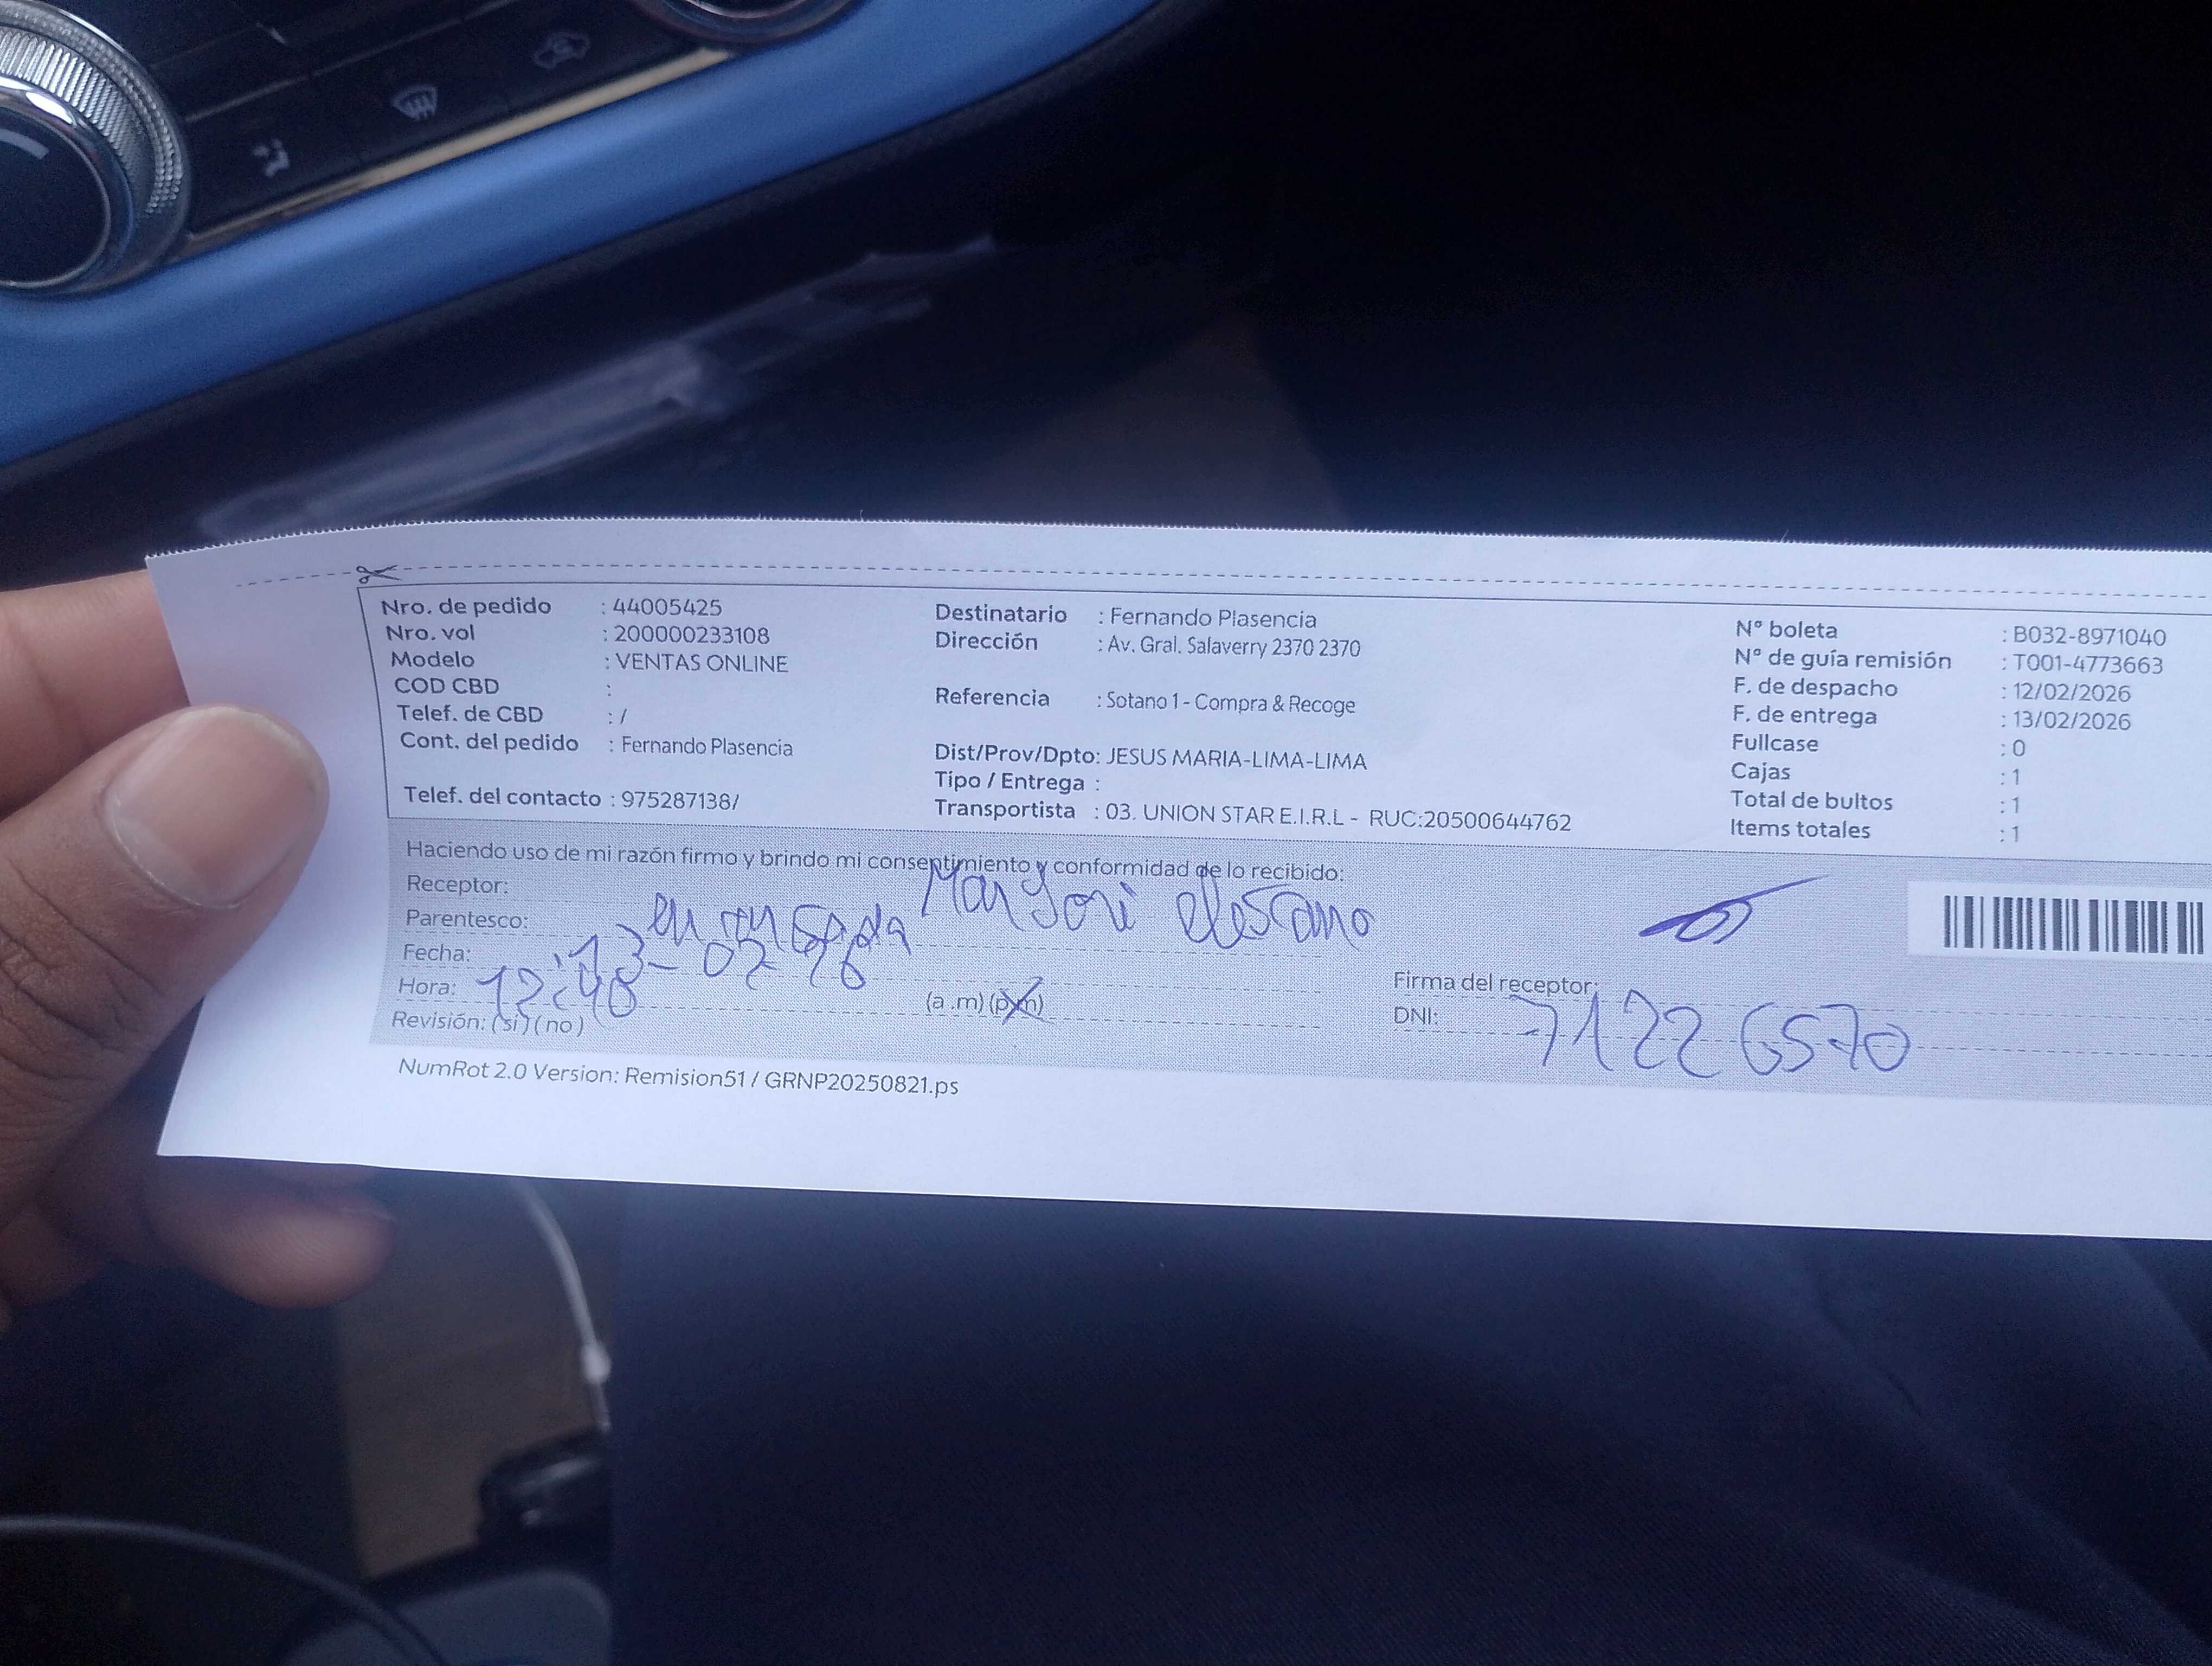 Nro. de pedido : 44005425
Nro. vol : 200000233108
Modelo : VENTAS ONLINE
COD CBD :
Telef. de CBD : /
Cont. del pedido : Fernando Plasencia
Telef. del contacto : 975287138/
Destinatario : Fernando Plasencia
Dirección : Av. Gral. Salaverry 2370 2370
Referencia : Sotano 1 - Compra & Recoge
Dist/Prov/Dpto: JESUS MARIA-LIMA-LIMA
Tipo / Entrega :
Transportista : 03. UNION STAR E.I.R.L - RUC:20500644762
N° boleta : B032-8971040
N° de guía remisión : T001-4773663
F. de despacho : 12/02/2026
F. de entrega : 13/02/2026
Fullcase : 0
Cajas : 1
Total de bultos : 1
Items totales : 1
Haciendo uso de mi razón firmo y brindo mi consentimiento y conformidad de lo recibido:
Receptor: Marjori
Parentesco: encargada
Fecha: 13-02-26
Hora: 12:40 (a.m) (p.m)
Revisión: (si) (no)
Firma del receptor:
DNI: 71226570
NumRot 2.0 Version: Remision51 / GRNP20250821.ps